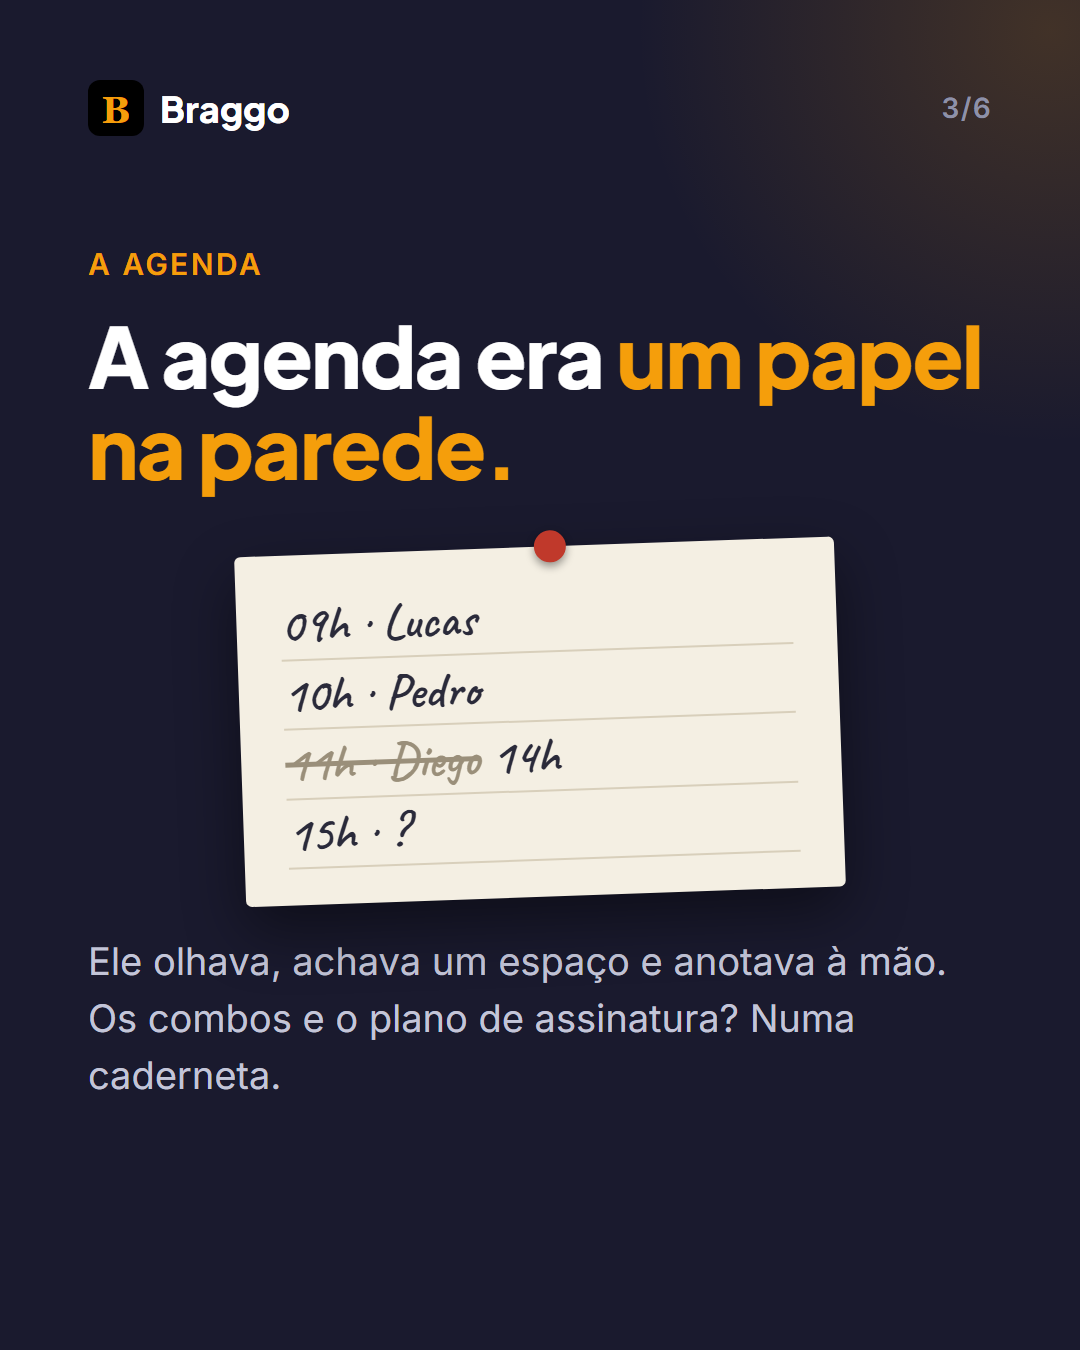 B Braggo
3/6
A AGENDA
A agenda era um papel
na parede.
09h · Lucas
10h · Pedro
11h · Diego 14h
15h · ?
Ele olhava, achava um espaço e anotava à mão.
Os combos e o plano de assinatura? Numa
caderneta.